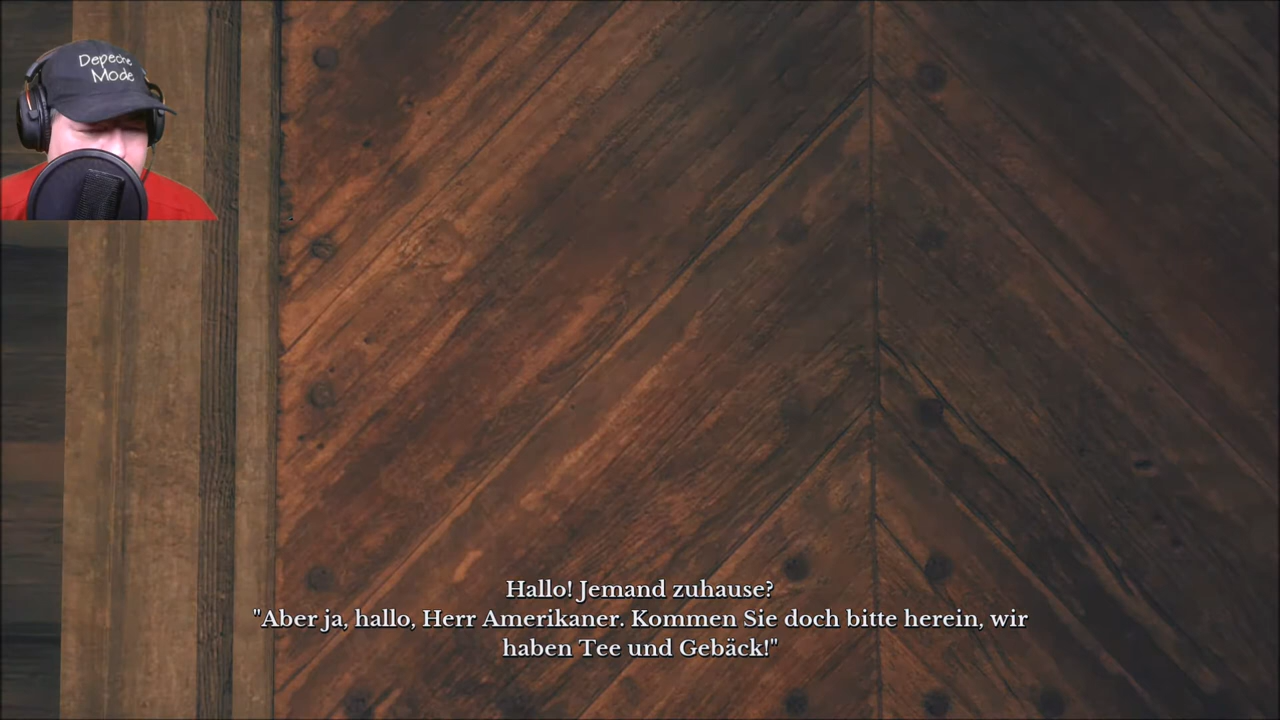 Depeche
Mode
Hallo! Jemand zuhause?
"Aber ja, hallo, Herr Amerikaner. Kommen Sie doch bitte herein, wir
haben Tee und Gebäck!"